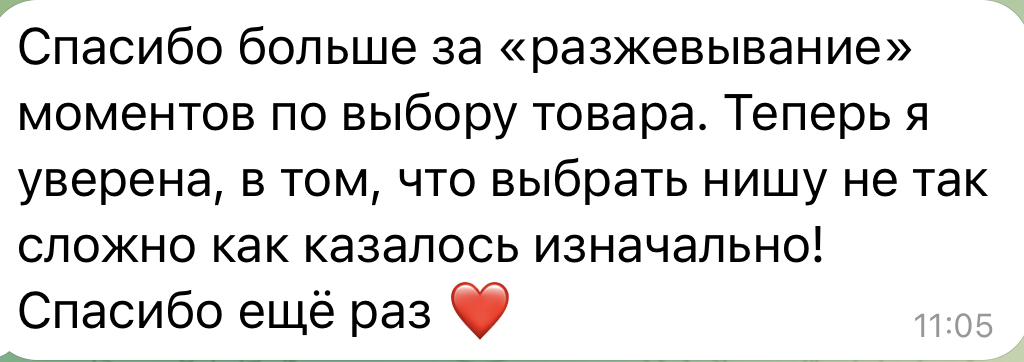 Спасибо больше за «разжевывание»
моментов по выбору товара. Теперь я
уверена, в том, что выбрать нишу не так
сложно как казалось изначально!
Спасибо ещё раз ❤️
11:05